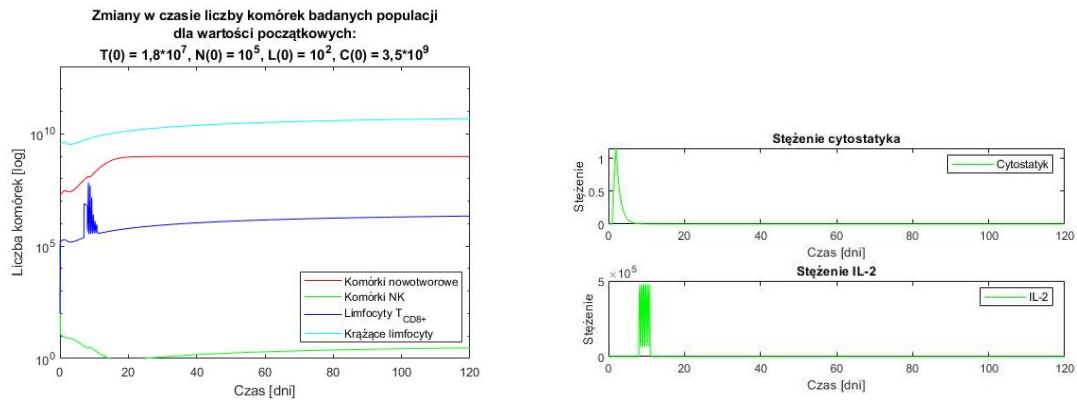 Zmiany w czasie liczby komórek badanych populacji
dla wartości początkowych:
T(0) = 1,8*10^7, N(0) = 10^5, L(0) = 10^2, C(0) = 3,5*10^9
Liczba komórek [log]
10^10
10^5
10^0
0 20 40 60 80 100 120
Czas [dni]
Komórki nowotworowe
Komórki NK
Limfocyty T_CD8+
Krążące limfocyty
Stężenie cytostatyka
Stężenie
1
0.5
0
Cytostatyk
0 20 40 60 80 100 120
Czas [dni]
Stężenie IL-2
×10^5
Stężenie
5
0
IL-2
0 20 40 60 80 100 120
Czas [dni]